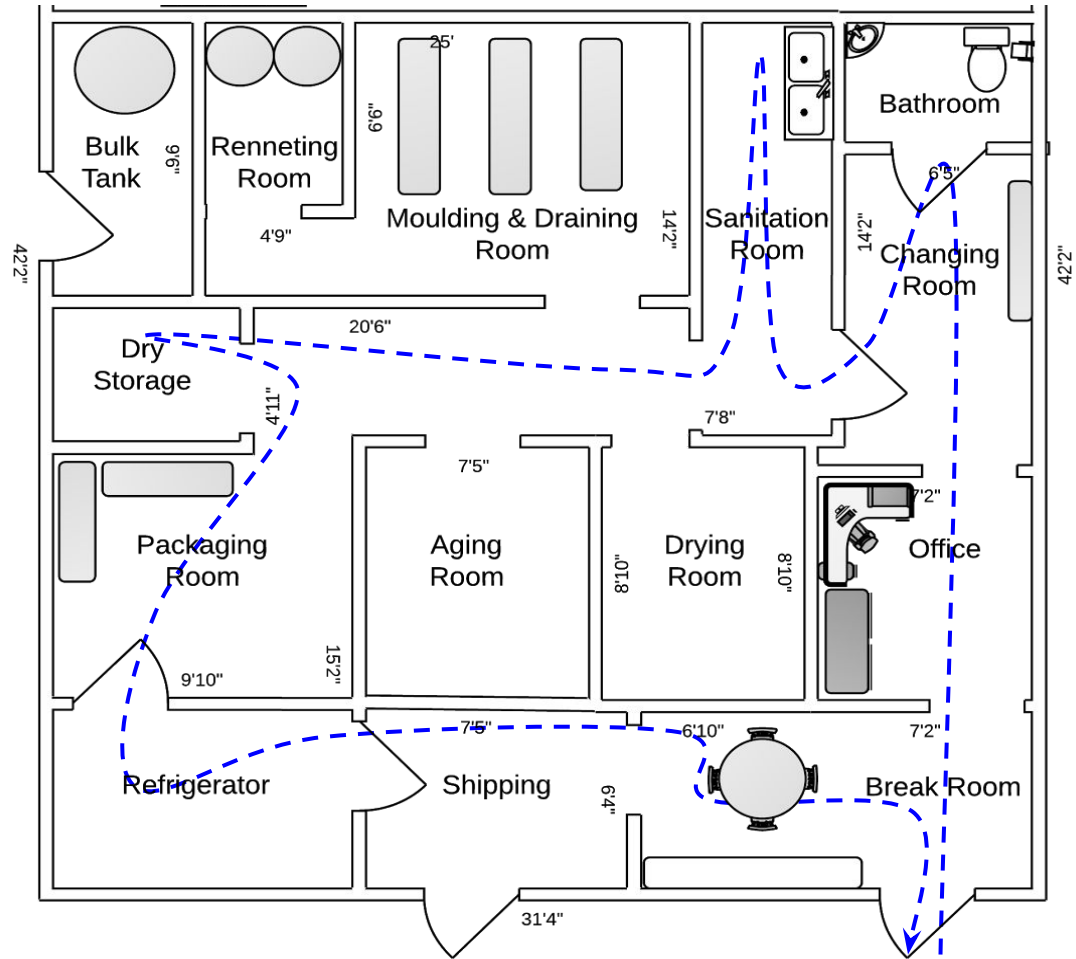 25'
Bulk
Tank
9'6"
Renneting
Room
9'6"
4'9"
Moulding & Draining
Room
14'2"
Sanitation
Room
14'2"
Bathroom
6'5"
Changing
Room
42'2"
42'2"
20'6"
Dry
Storage
4'11"
7'8"
7'5"
7'2"
Packaging
Room
Aging
Room
8'10"
Drying
Room
8'10"
Office
15'2"
9'10"
7'5"
6'10"
7'2"
Refrigerator
Shipping
6'4"
Break Room
31'4"